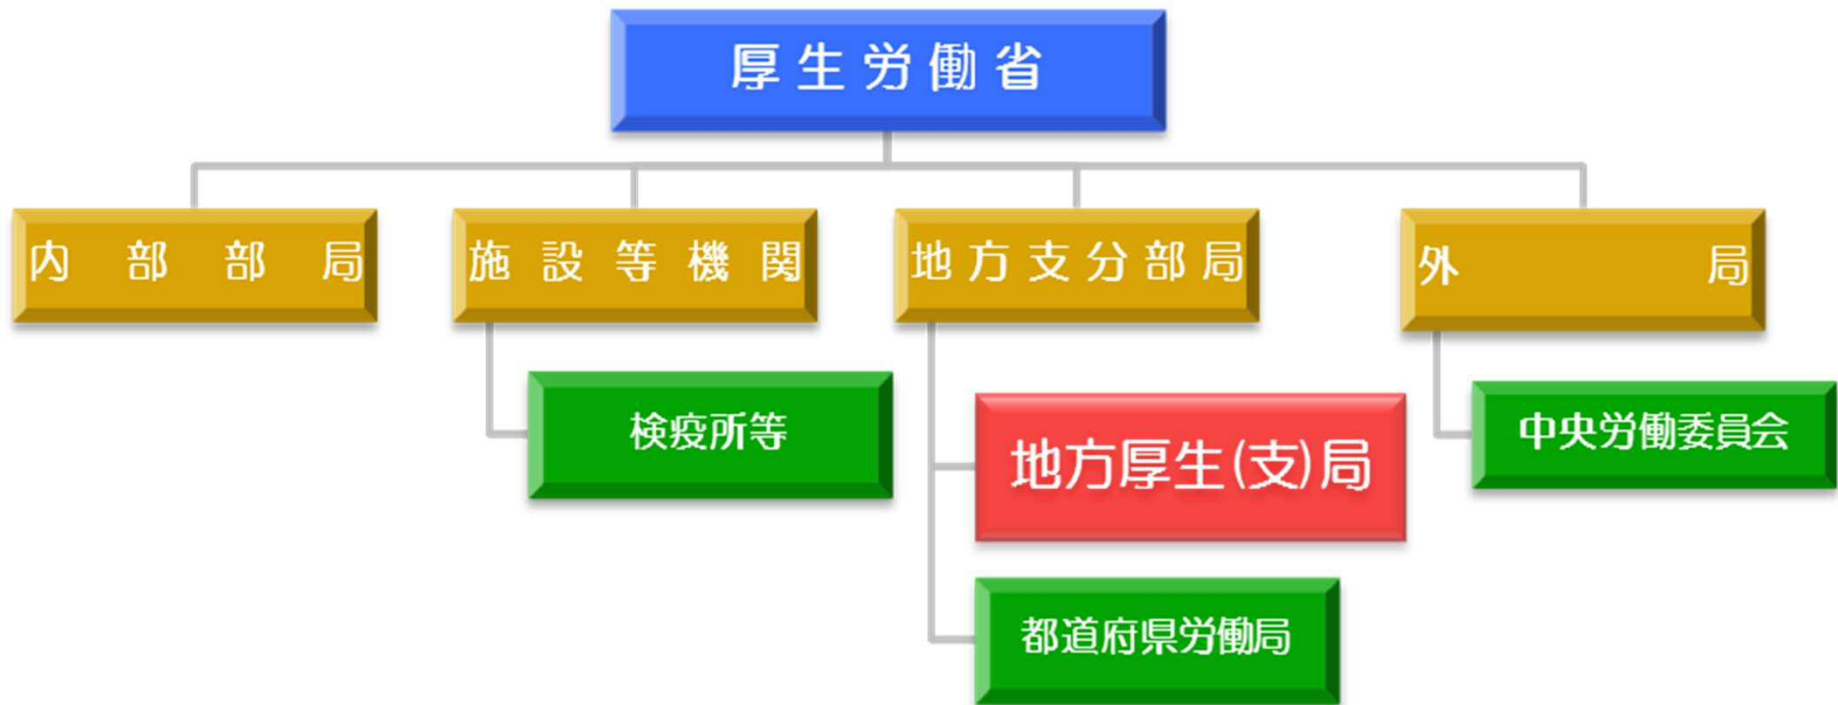 厚生労働省
内部部局
施設等機関
地方支分部局
外局
検疫所等
地方厚生(支)局
中央労働委員会
都道府県労働局